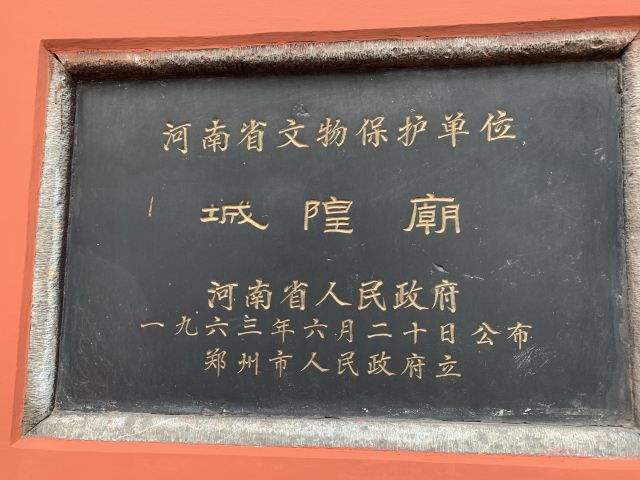 河南省文物保护单位
城隍廟
河南省人民政府
一九六三年六月二十日公布
郑州市人民政府立